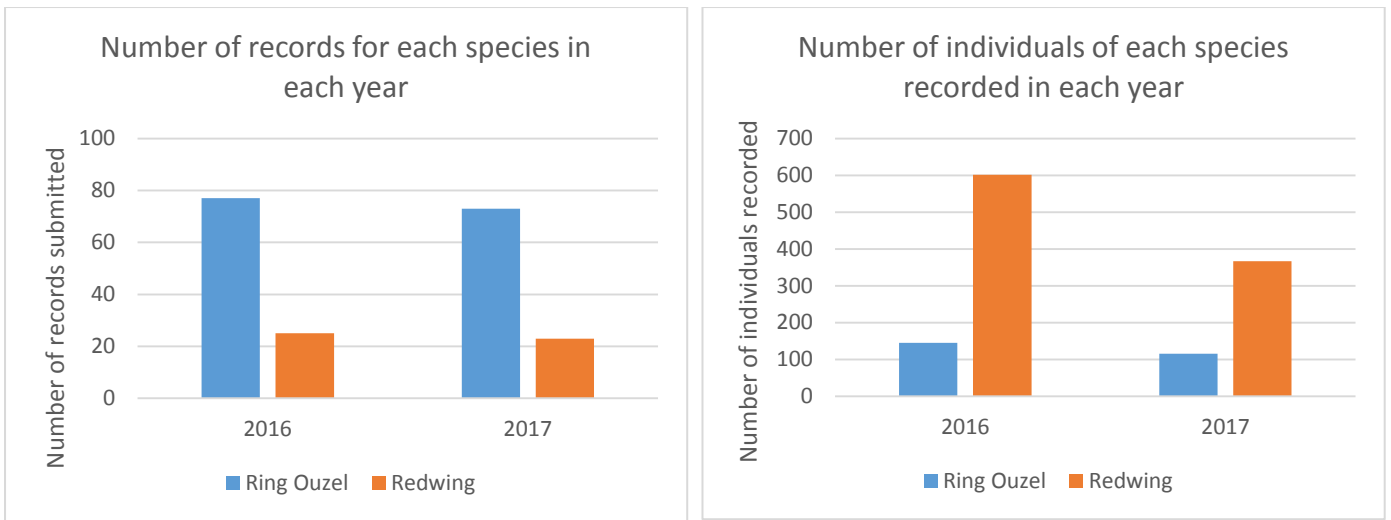 Number of records for each species in
each year
Number of records submitted
100
80
60
40
20
0
2016 2017
Ring Ouzel Redwing
Number of individuals of each species
recorded in each year
Number of individuals recorded
700
600
500
400
300
200
100
0
2016 2017
Ring Ouzel Redwing